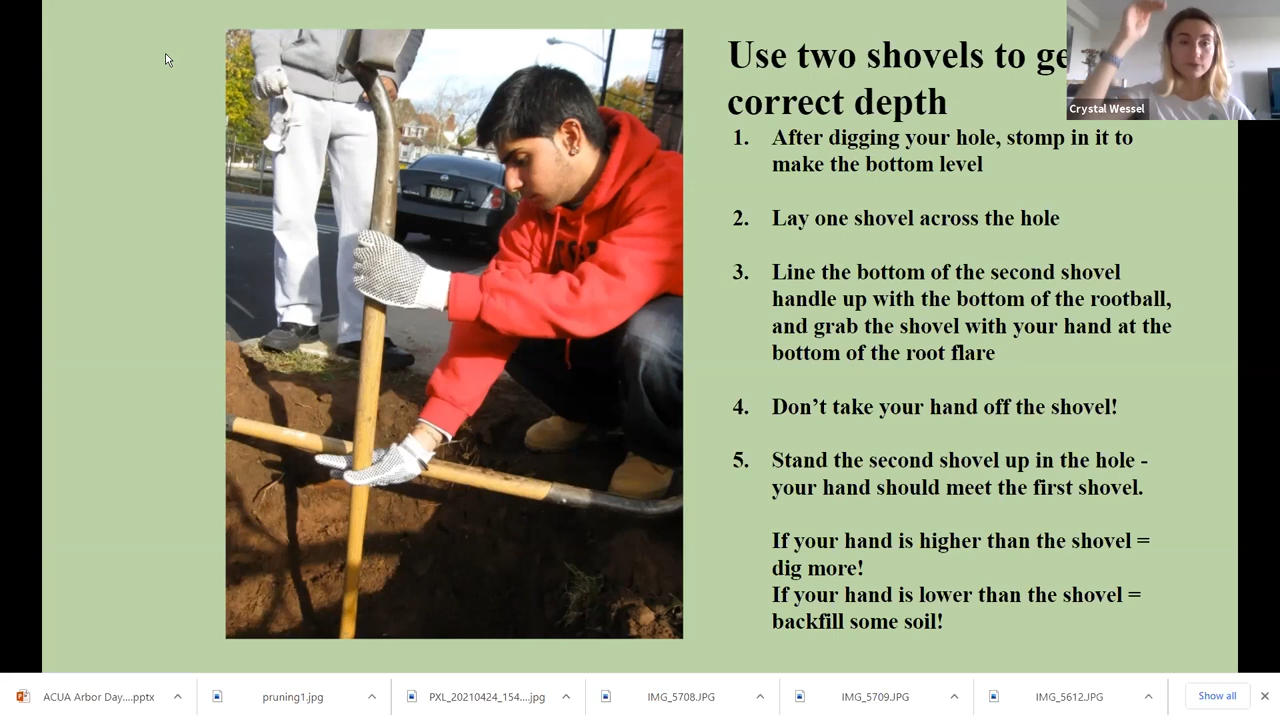 Use two shovels to ge
correct depth
Crystal Wessel
1. After digging your hole, stomp in it to
make the bottom level
2. Lay one shovel across the hole
3. Line the bottom of the second shovel
handle up with the bottom of the rootball,
and grab the shovel with your hand at the
bottom of the root flare
4. Don’t take your hand off the shovel!
5. Stand the second shovel up in the hole -
your hand should meet the first shovel.
If your hand is higher than the shovel =
dig more!
If your hand is lower than the shovel =
backfill some soil!
ACUA Arbor Day....pptx
pruning1.jpg
PXL_20210424_154....jpg
IMG_5708.JPG
IMG_5709.JPG
IMG_5612.JPG
Show all